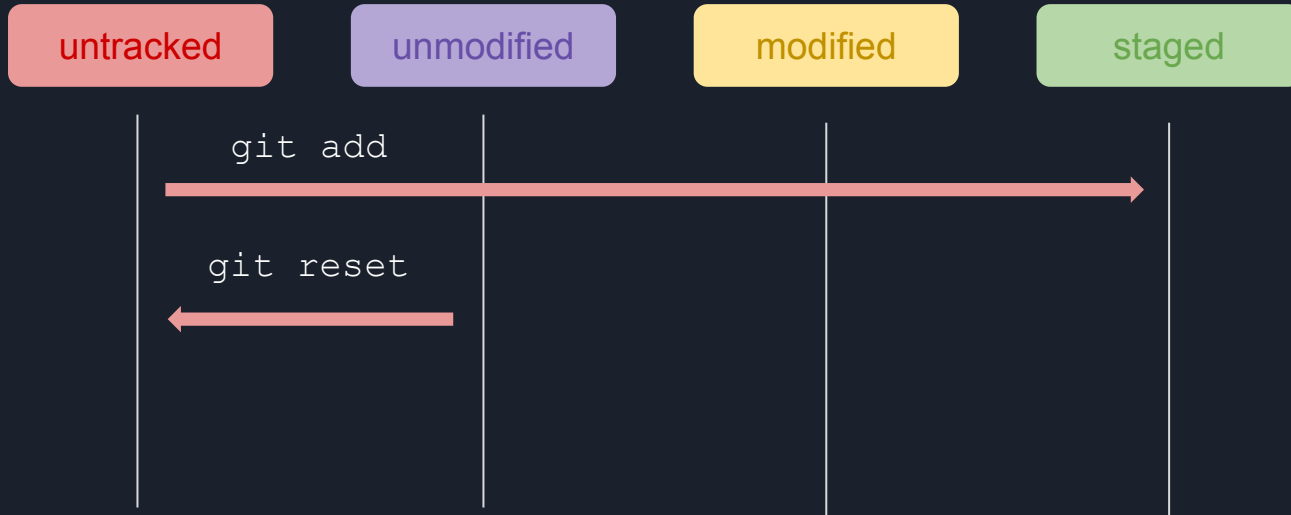 untracked
unmodified
modified
staged
git add
git reset